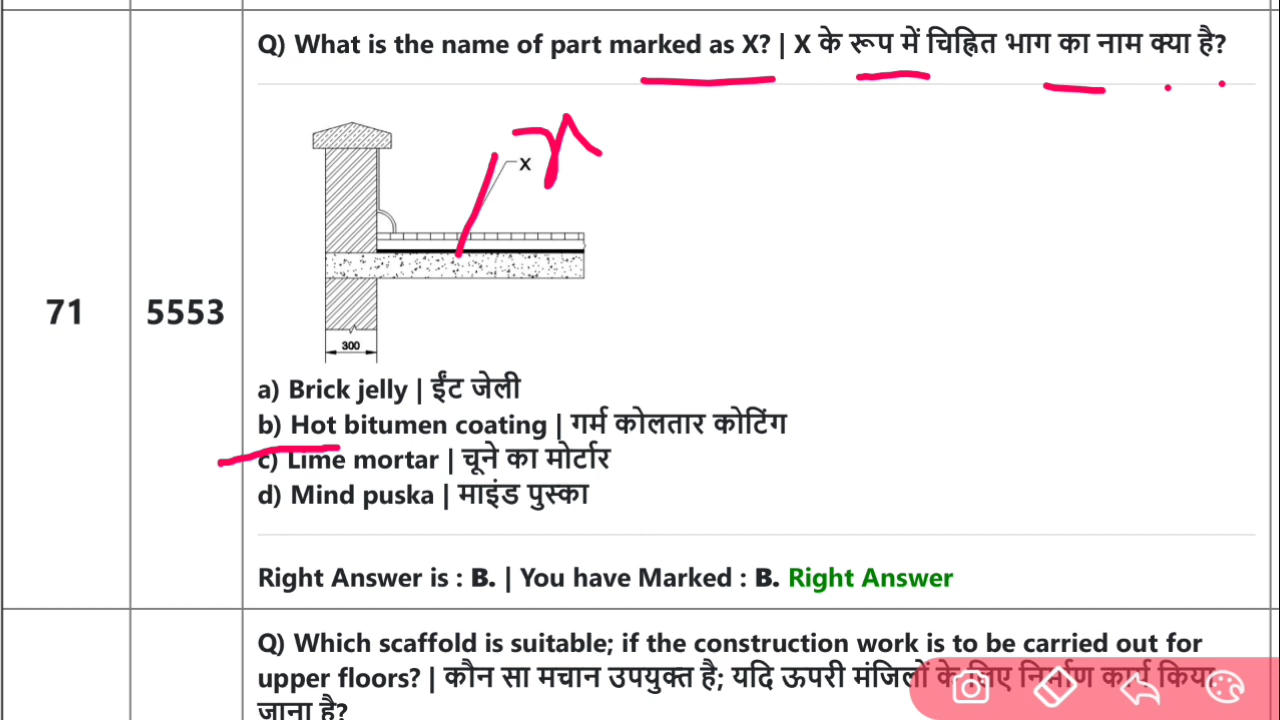 Q) What is the name of part marked as X? | X के रूप में चिह्नित भाग का नाम क्या है?
x
X
300
71
5553
a) Brick jelly | ईंट जेली
b) Hot bitumen coating | गर्म कोलतार कोटिंग
c) Lime mortar | चूने का मोर्टार
d) Mind puska | माइंड पुस्का
Right Answer is : B. | You have Marked : B. Right Answer
Q) Which scaffold is suitable; if the construction work is to be carried out for
upper floors? | कौन सा मचान उपयुक्त है; यदि ऊपरी मंजिलों के लिए निर्माण कार्य किया
जाना है?